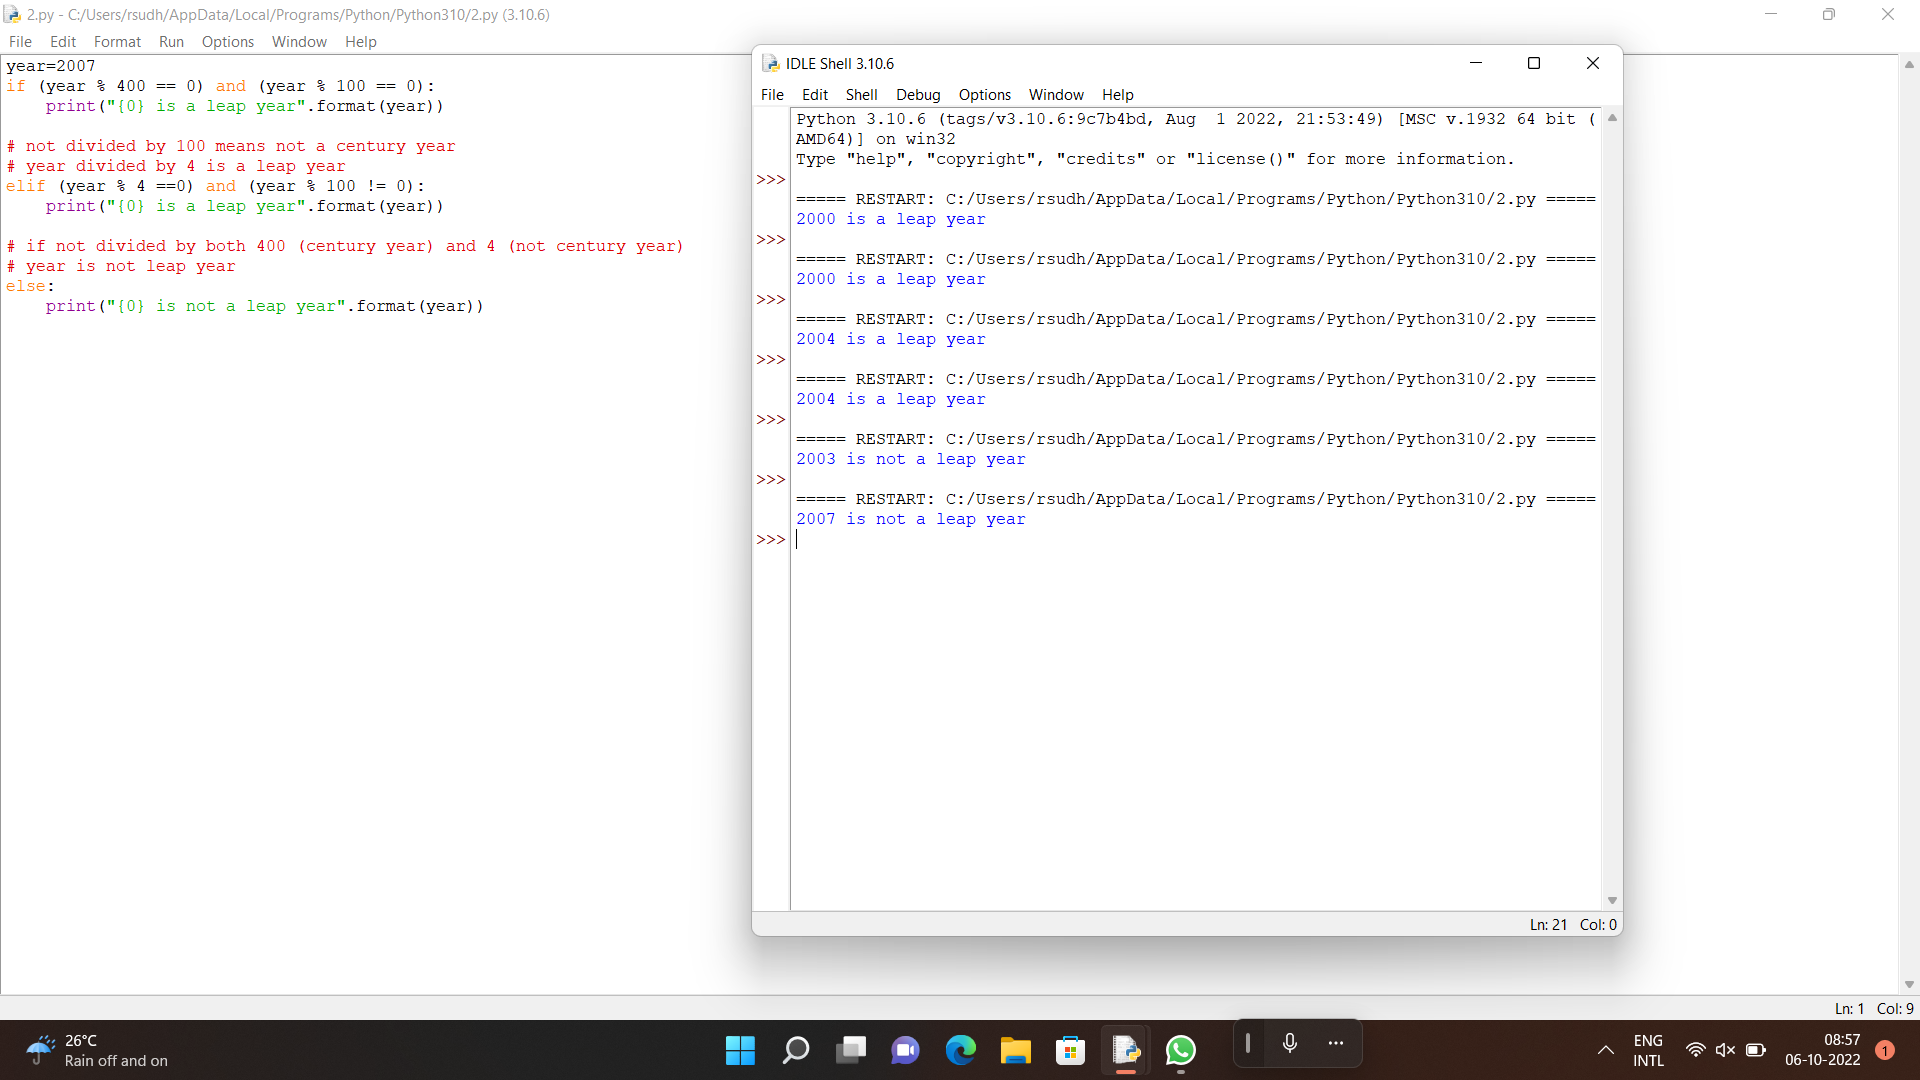 2.py - C:/Users/rsudh/AppData/Local/Programs/Python/Python310/2.py (3.10.6)
File Edit Format Run Options Window Help
year=2007
if (year % 400 == 0) and (year % 100 == 0):
    print("{0} is a leap year".format(year))
# not divided by 100 means not a century year
# year divided by 4 is a leap year
elif (year % 4 ==0) and (year % 100 != 0):
    print("{0} is a leap year".format(year))
# if not divided by both 400 (century year) and 4 (not century year)
# year is not leap year
else:
    print("{0} is not a leap year".format(year))
IDLE Shell 3.10.6
File Edit Shell Debug Options Window Help
Python 3.10.6 (tags/v3.10.6:9c7b4bd, Aug  1 2022, 21:53:49) [MSC v.1932 64 bit (
AMD64)] on win32
Type "help", "copyright", "credits" or "license()" for more information.
>>>
===== RESTART: C:/Users/rsudh/AppData/Local/Programs/Python/Python310/2.py =====
2000 is a leap year
>>>
===== RESTART: C:/Users/rsudh/AppData/Local/Programs/Python/Python310/2.py =====
2000 is a leap year
>>>
===== RESTART: C:/Users/rsudh/AppData/Local/Programs/Python/Python310/2.py =====
2004 is a leap year
>>>
===== RESTART: C:/Users/rsudh/AppData/Local/Programs/Python/Python310/2.py =====
2004 is a leap year
>>>
===== RESTART: C:/Users/rsudh/AppData/Local/Programs/Python/Python310/2.py =====
2003 is not a leap year
>>>
===== RESTART: C:/Users/rsudh/AppData/Local/Programs/Python/Python310/2.py =====
2007 is not a leap year
>>>
Ln: 21 Col: 0
Ln: 1 Col: 9
26°C
Rain off and on
ENG
INTL
08:57
06-10-2022
1